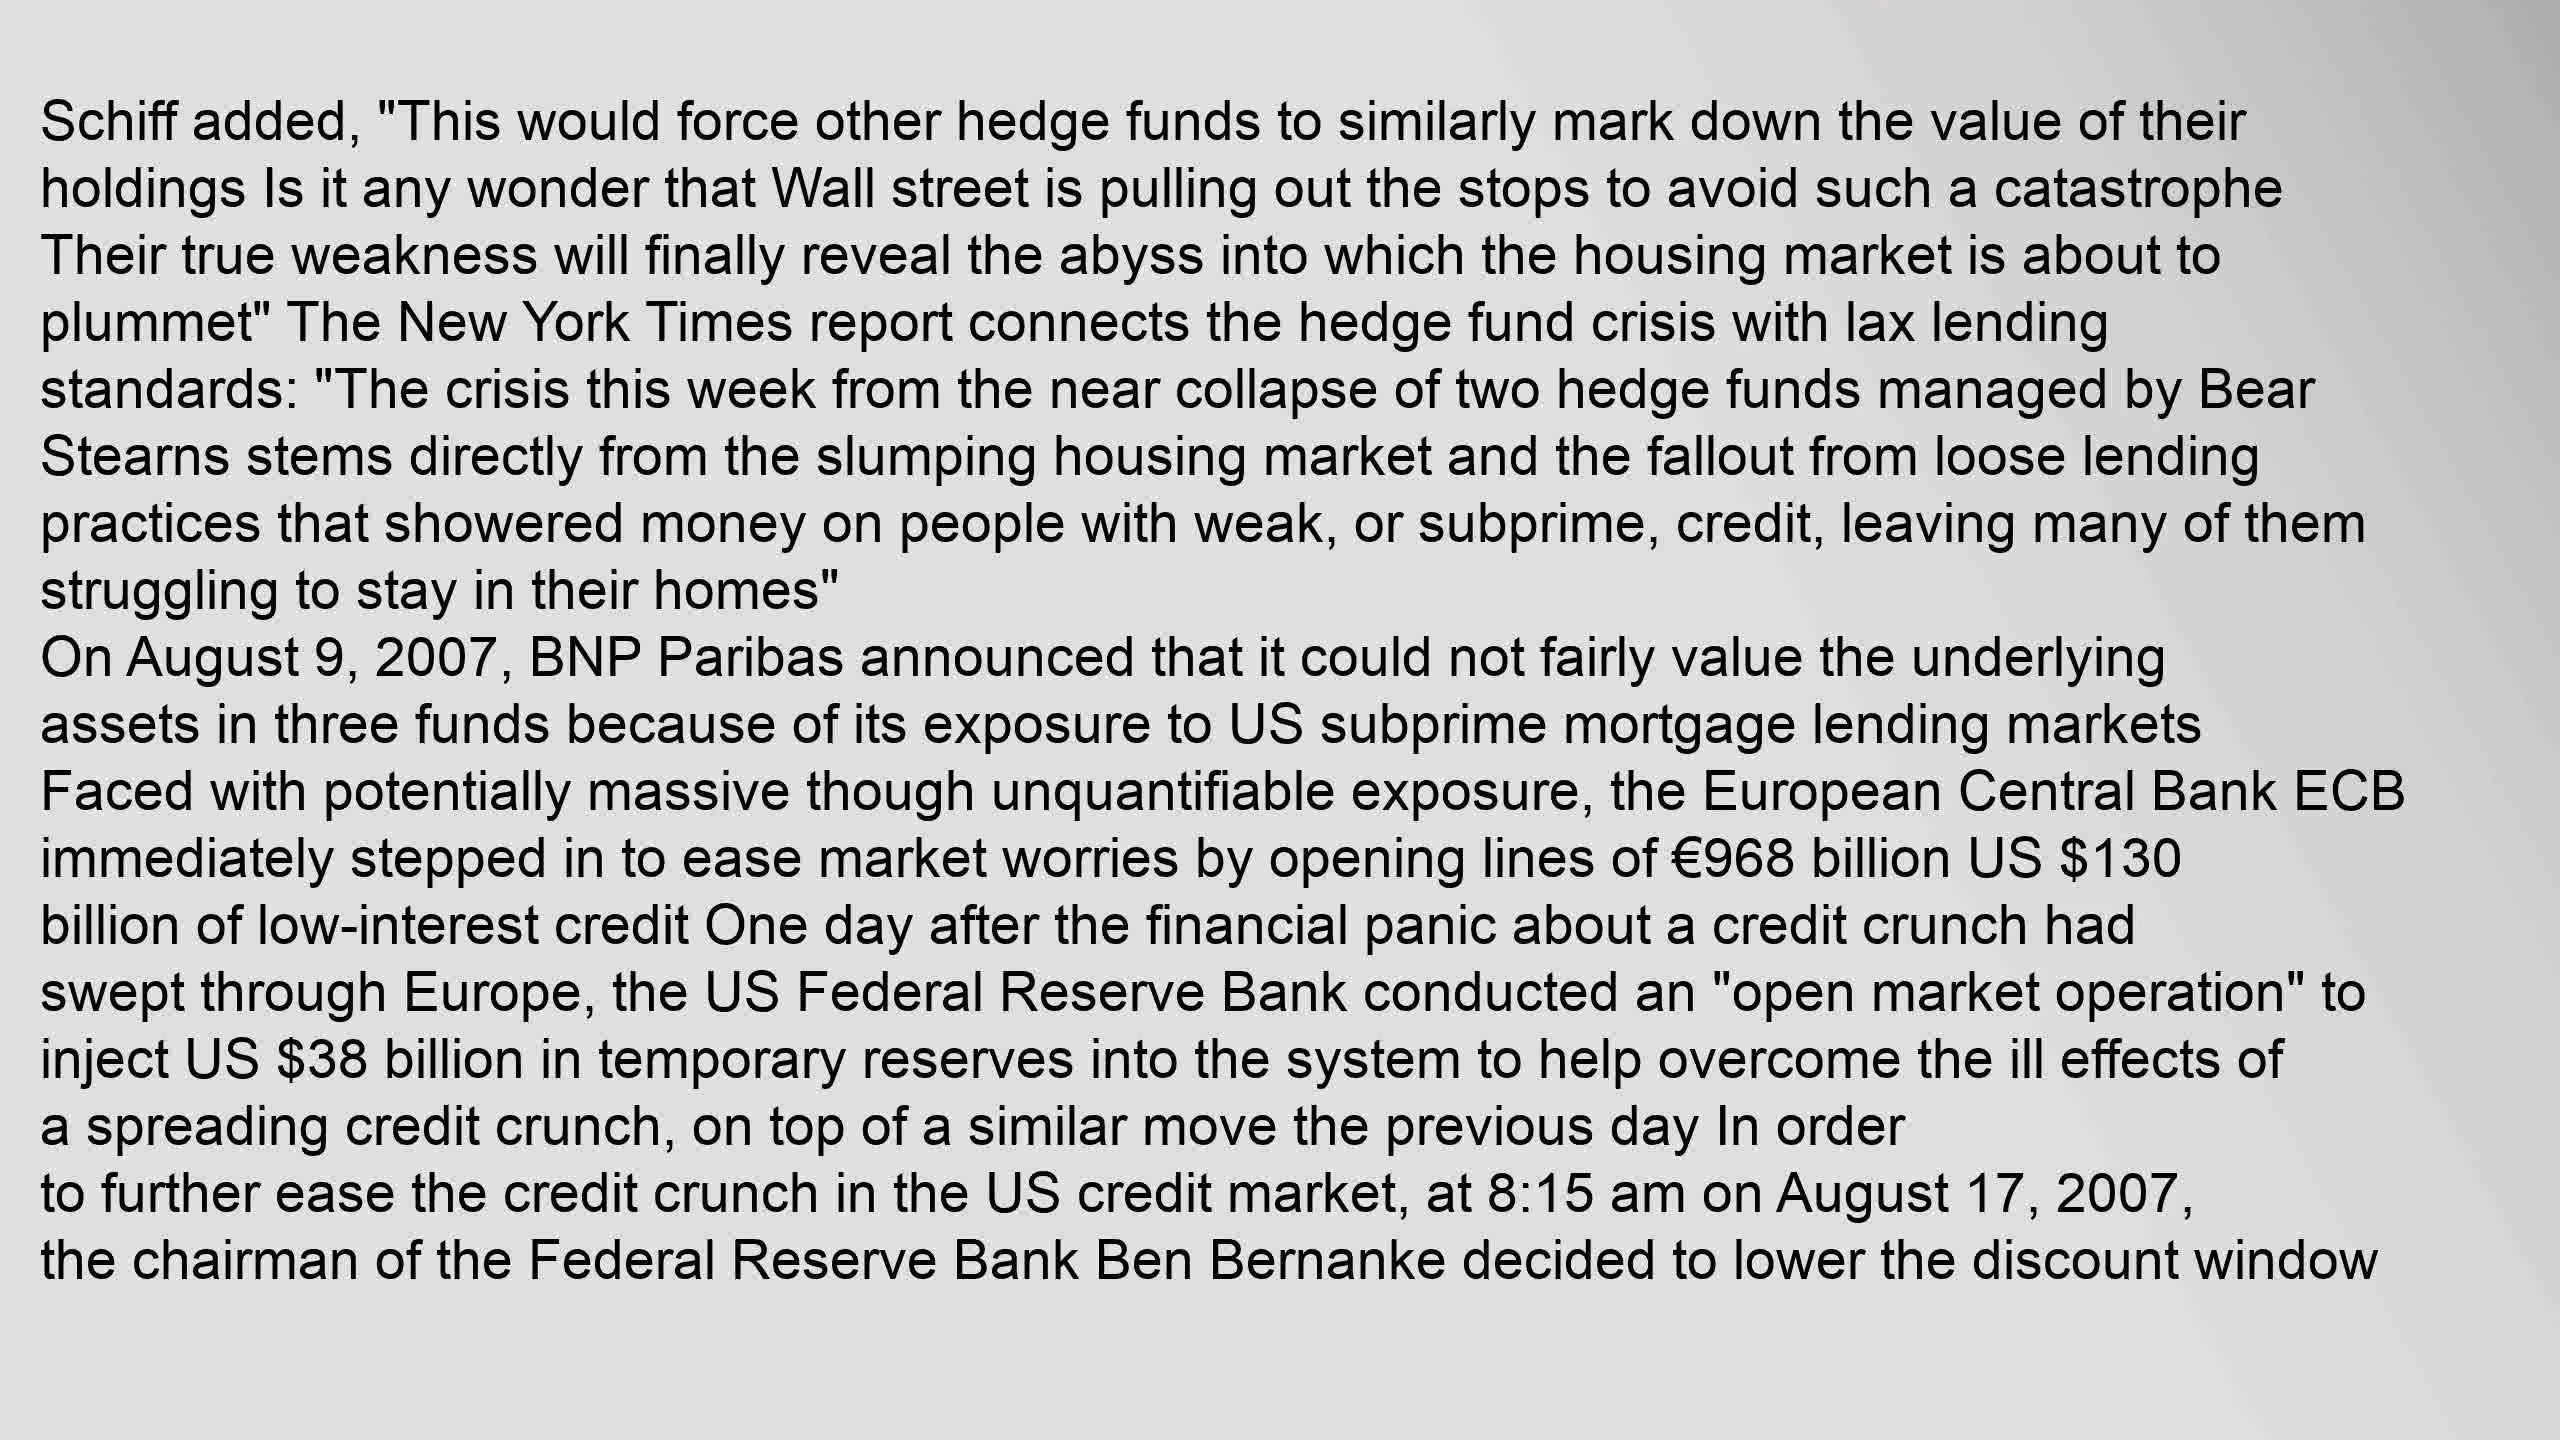 Schiff added, "This would force other hedge funds to similarly mark down the value of their
holdings Is it any wonder that Wall street is pulling out the stops to avoid such a catastrophe
Their true weakness will finally reveal the abyss into which the housing market is about to
plummet" The New York Times report connects the hedge fund crisis with lax lending
standards: "The crisis this week from the near collapse of two hedge funds managed by Bear
Stearns stems directly from the slumping housing market and the fallout from loose lending
practices that showered money on people with weak, or subprime, credit, leaving many of them
struggling to stay in their homes"
On August 9, 2007, BNP Paribas announced that it could not fairly value the underlying
assets in three funds because of its exposure to US subprime mortgage lending markets
Faced with potentially massive though unquantifiable exposure, the European Central Bank ECB
immediately stepped in to ease market worries by opening lines of €968 billion US $130
billion of low-interest credit One day after the financial panic about a credit crunch had
swept through Europe, the US Federal Reserve Bank conducted an "open market operation" to
inject US $38 billion in temporary reserves into the system to help overcome the ill effects of
a spreading credit crunch, on top of a similar move the previous day In order
to further ease the credit crunch in the US credit market, at 8:15 am on August 17, 2007,
the chairman of the Federal Reserve Bank Ben Bernanke decided to lower the discount window